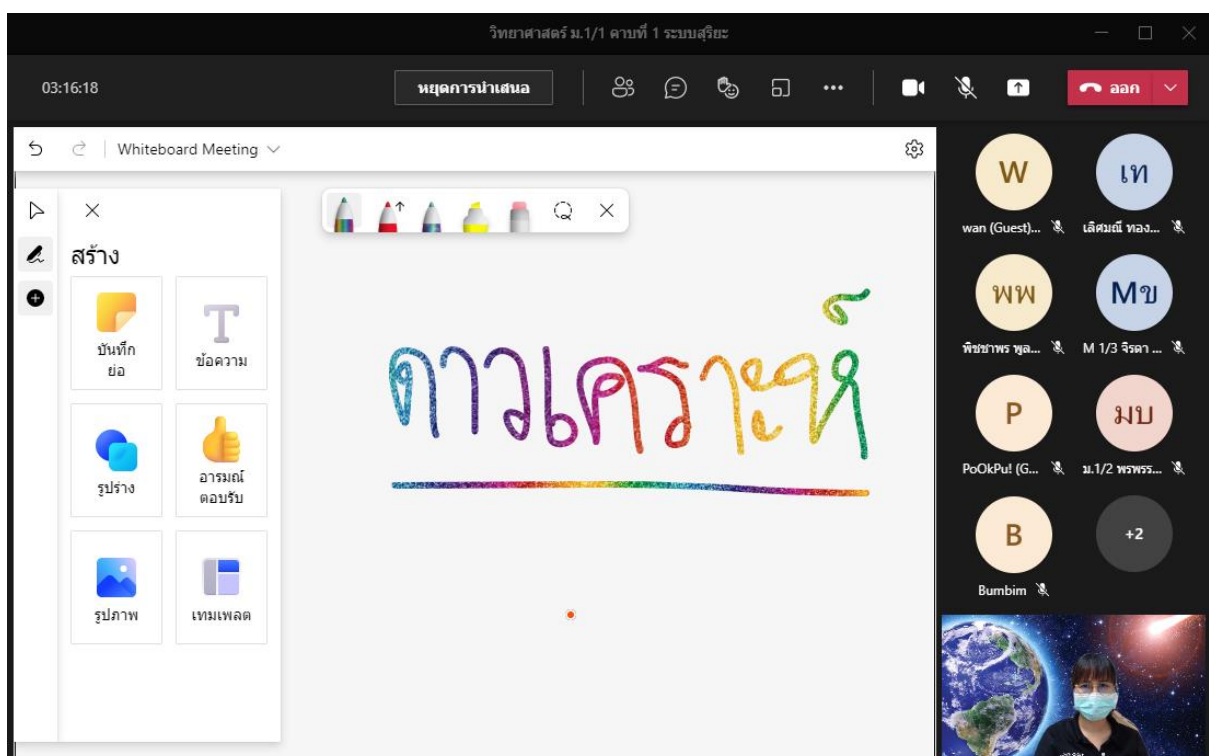 วิทยาศาสตร์ ม.1/1 คาบที่ 1 ระบบสุริยะ
03:16:18
หยุดการนำเสนอ
ออก
Whiteboard Meeting
สร้าง
บันทึก
ย่อ
ข้อความ
รูปร่าง
อารมณ์
ตอบรับ
รูปภาพ
เทมเพลต
ดาวเคราะห์
W
เท
wan (Guest)...
เลิศมณี ทอง...
พพ
Mข
พิชชาพร พูล...
M 1/3 จิรดา ...
P
มบ
PoOkPu! (G...
ม.1/2 พรพรร...
B
+2
Bumbim